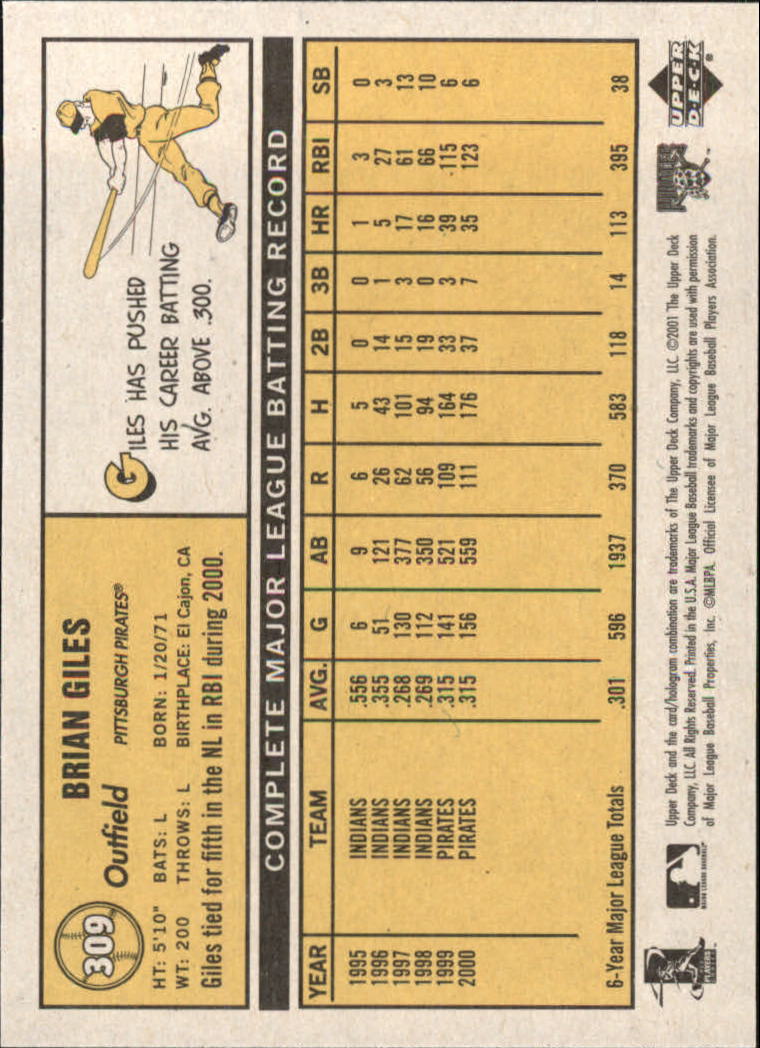 309
BRIAN GILES
Outfield PITTSBURGH PIRATES®
HT: 5'10" BATS: L BORN: 1/20/71
WT: 200 THROWS: L BIRTHPLACE: El Cajon, CA
Giles tied for fifth in the NL in RBI during 2000.
GILES HAS PUSHED
HIS CAREER BATTING
AVG. ABOVE .300.
COMPLETE MAJOR LEAGUE BATTING RECORD
YEAR TEAM AVG. G AB R H 2B 3B HR RBI SB
1995 INDIANS .556 6 9 6 5 0 0 1 3 0
1996 INDIANS .355 51 121 26 43 14 1 5 27 3
1997 INDIANS .268 130 377 62 101 15 3 17 61 13
1998 INDIANS .269 112 350 56 94 19 0 16 66 10
1999 PIRATES .315 141 521 109 164 33 3 39 115 6
2000 PIRATES .315 156 559 111 176 37 7 35 123 6
6-Year Major League Totals .301 596 1937 370 583 118 14 113 395 38
PLAYERS
MAJOR LEAGUE BASEBALL
Upper Deck and the card/hologram combination are trademarks of The Upper Deck Company, LLC. ©2001 The Upper Deck
Company, LLC. All Rights Reserved. Printed in the U.S.A. Major League Baseball trademarks and copyrights are used with permission
of Major League Baseball Properties, Inc. ©MLBPA Official Licensee of Major League Baseball Players Association.
PIRATES
UPPER
DECK